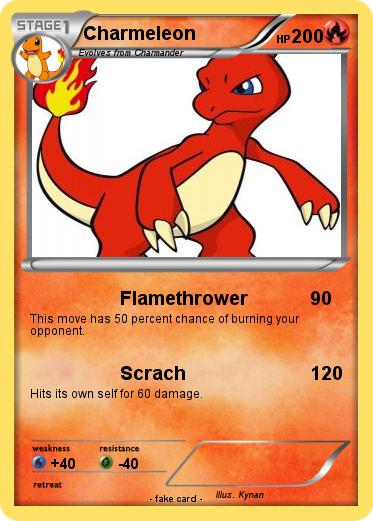 STAGE1 Charmeleon HP200
Evolves from Charmander
Flamethrower 90
This move has 50 percent chance of burning your
opponent.
Scrach 120
Hits its own self for 60 damage.
weakness resistance
+40 -40
retreat
- fake card - Illus. Kynan